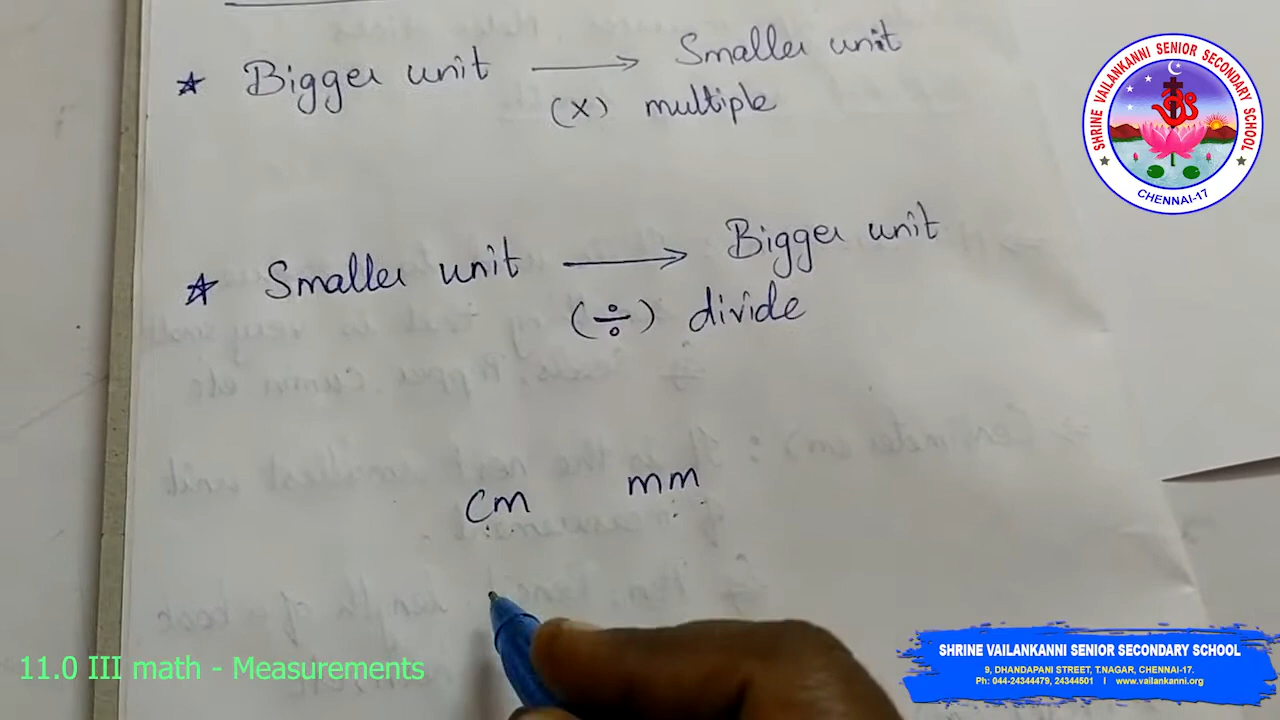 ★ Bigger unit → Smaller unit
(×) multiple
★ Smaller unit → Bigger unit
(÷) divide
cm mm
SHRINE VAILANKANNI SENIOR SECONDARY SCHOOL
CHENNAI-17
11.0 III math - Measurements
SHRINE VAILANKANNI SENIOR SECONDARY SCHOOL
9, DHANDAPANI STREET, T.NAGAR, CHENNAI-17.
Ph: 044-24344479, 24344501 I www.vailankanni.org